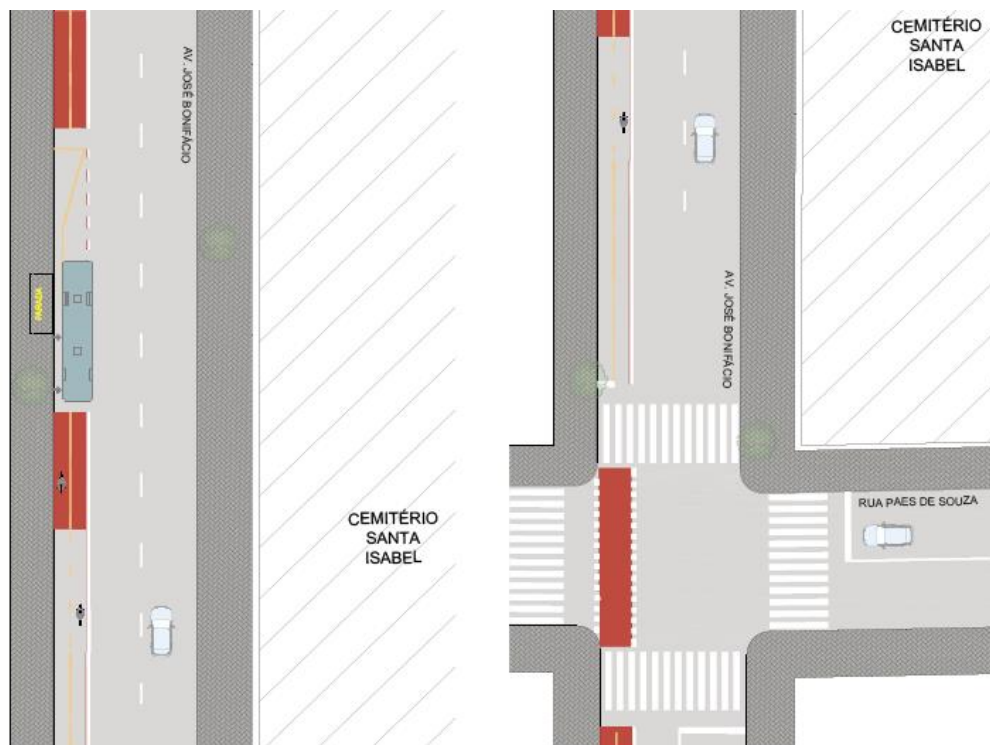 AV. JOSÉ BONIFÁCIO
PARADA
CEMITÉRIO
SANTA
ISABEL
CEMITÉRIO
SANTA
ISABEL
AV. JOSÉ BONIFÁCIO
RUA PAES DE SOUZA